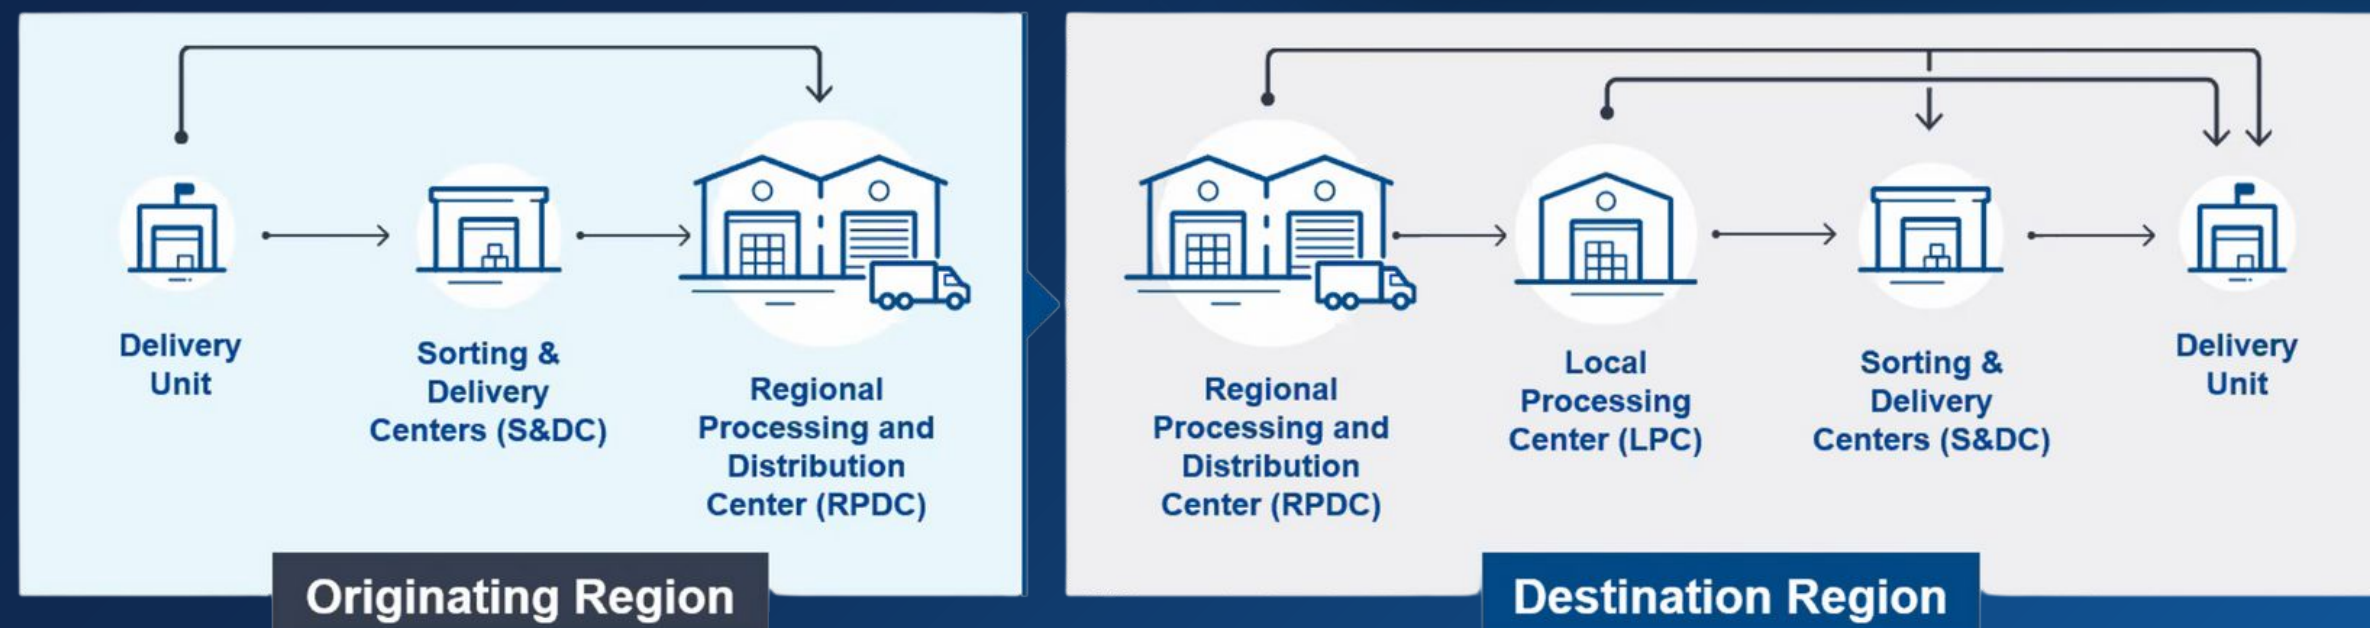 Delivery
Unit
Sorting &
Delivery
Centers (S&DC)
Regional
Processing and
Distribution
Center (RPDC)
Originating Region
Regional
Processing and
Distribution
Center (RPDC)
Local
Processing
Center (LPC)
Sorting &
Delivery
Centers (S&DC)
Delivery
Unit
Destination Region